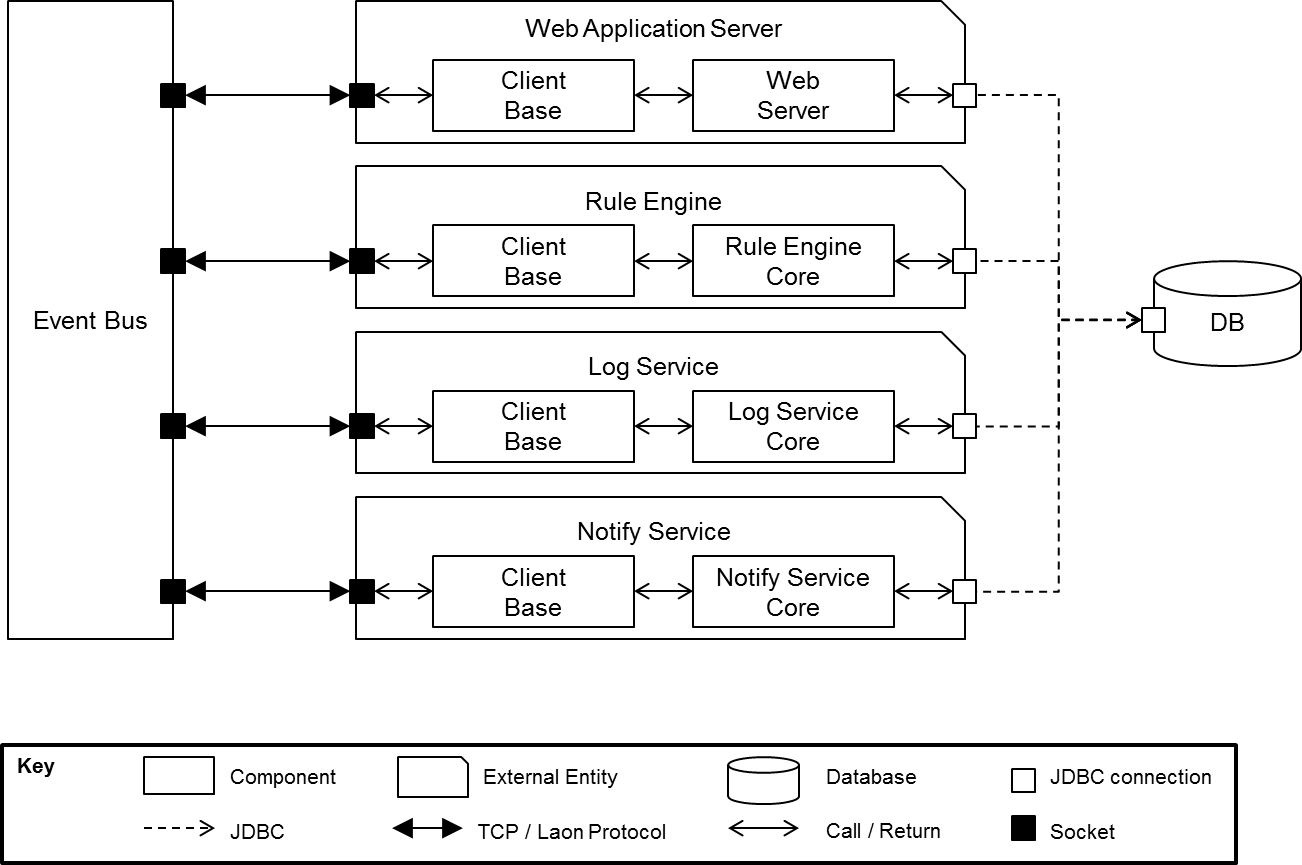 Web Application Server
Client
Base
Web
Server
Rule Engine
Client
Base
Rule Engine
Core
Event Bus
DB
Log Service
Client
Base
Log Service
Core
Notify Service
Client
Base
Notify Service
Core
Key
Component
External Entity
Database
JDBC connection
JDBC
TCP / Laon Protocol
Call / Return
Socket